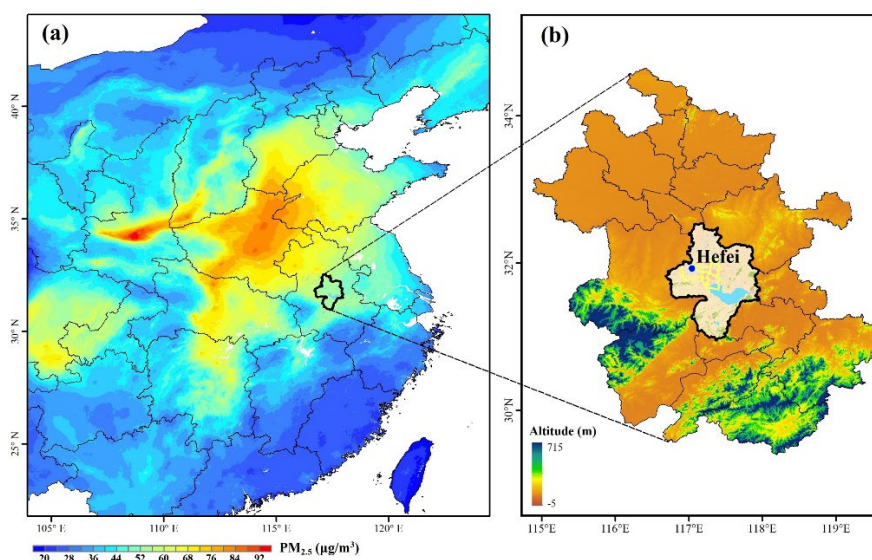 (a)
40° N
35° N
30° N
25° N
105° E 110° E 115° E 120° E
20 28 36 44 52 60 68 76 84 92 PM2.5 (μg/m3)
(b)
34°N
32°N
30°N
Hefei
Altitude (m)
715
-5
115°E 116°E 117°E 118°E 119°E